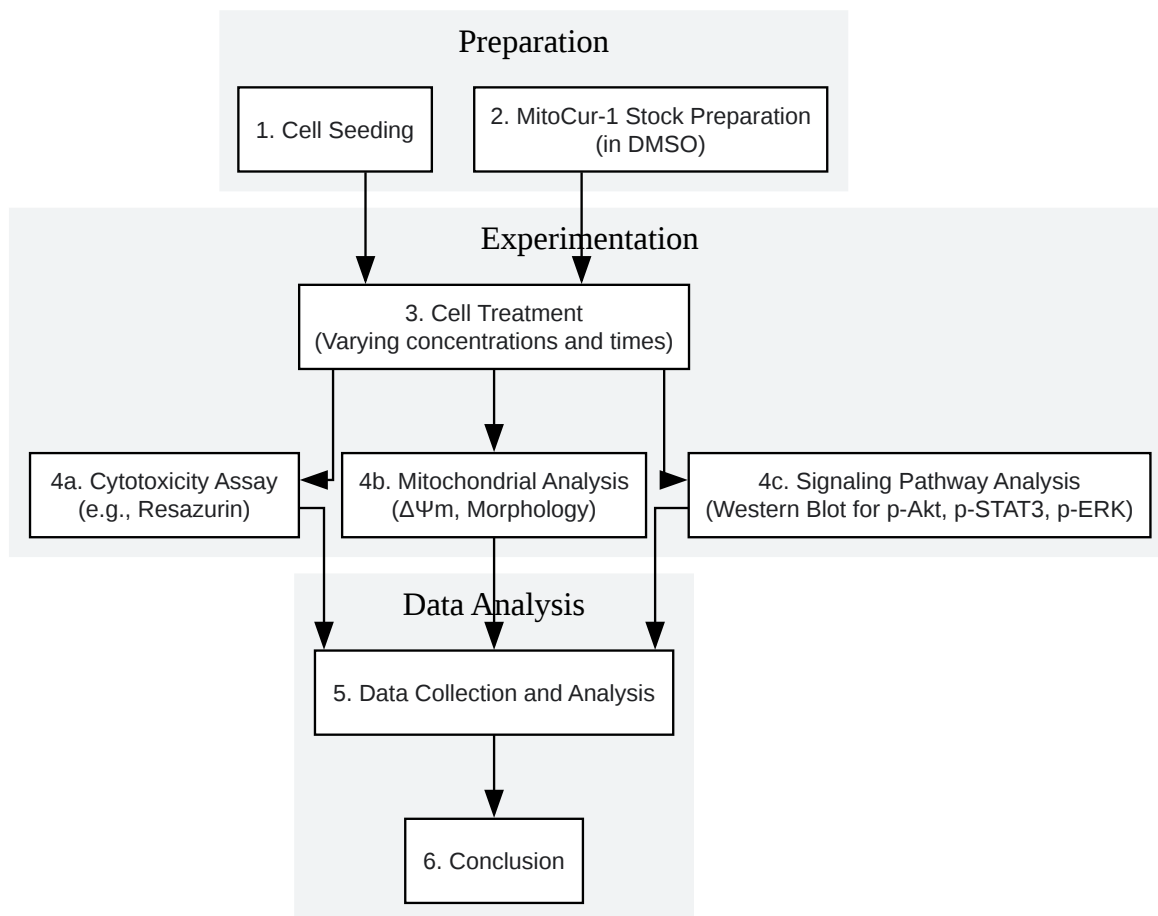 Preparation
1. Cell Seeding
2. MitoCur-1 Stock Preparation
(in DMSO)
Experimentation
3. Cell Treatment
(Varying concentrations and times)
4a. Cytotoxicity Assay
(e.g., Resazurin)
4b. Mitochondrial Analysis
(ΔΨm, Morphology)
4c. Signaling Pathway Analysis
(Western Blot for p-Akt, p-STAT3, p-ERK)
Data Analysis
5. Data Collection and Analysis
6. Conclusion